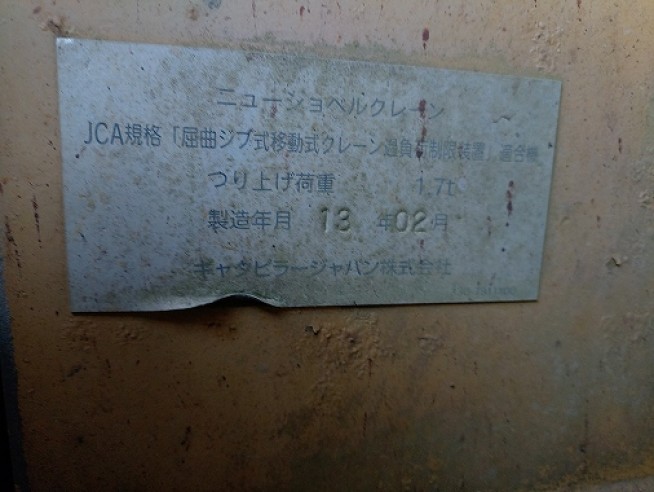 ニューショベルクレーン
JCA規格「屈曲ジブ式移動式クレーン過負荷制限装置」適合機
つり上げ荷重 1.7t
製造年月 13 年 02 月
キャタピラージャパン株式会社